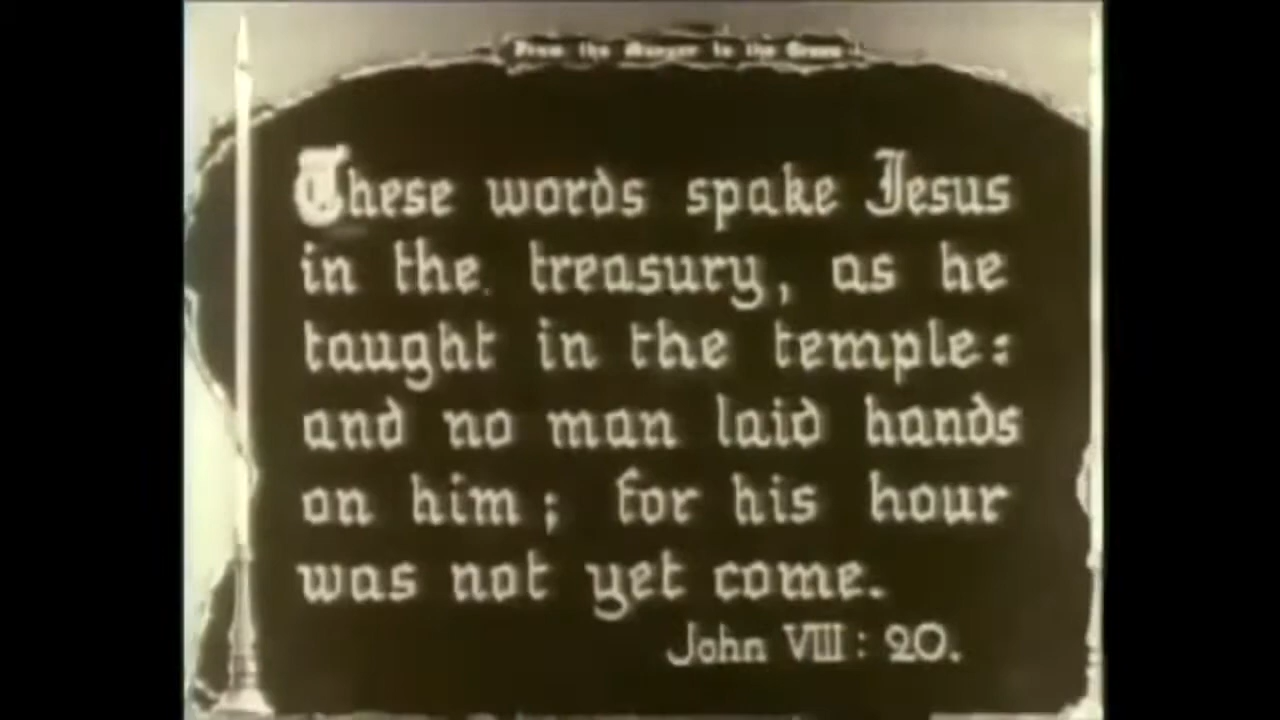 From the Manger to the Cross
These words spake Jesus
in the treasury, as he
taught in the temple:
and no man laid hands
on him; for his hour
was not yet come.
John VIII: 20.